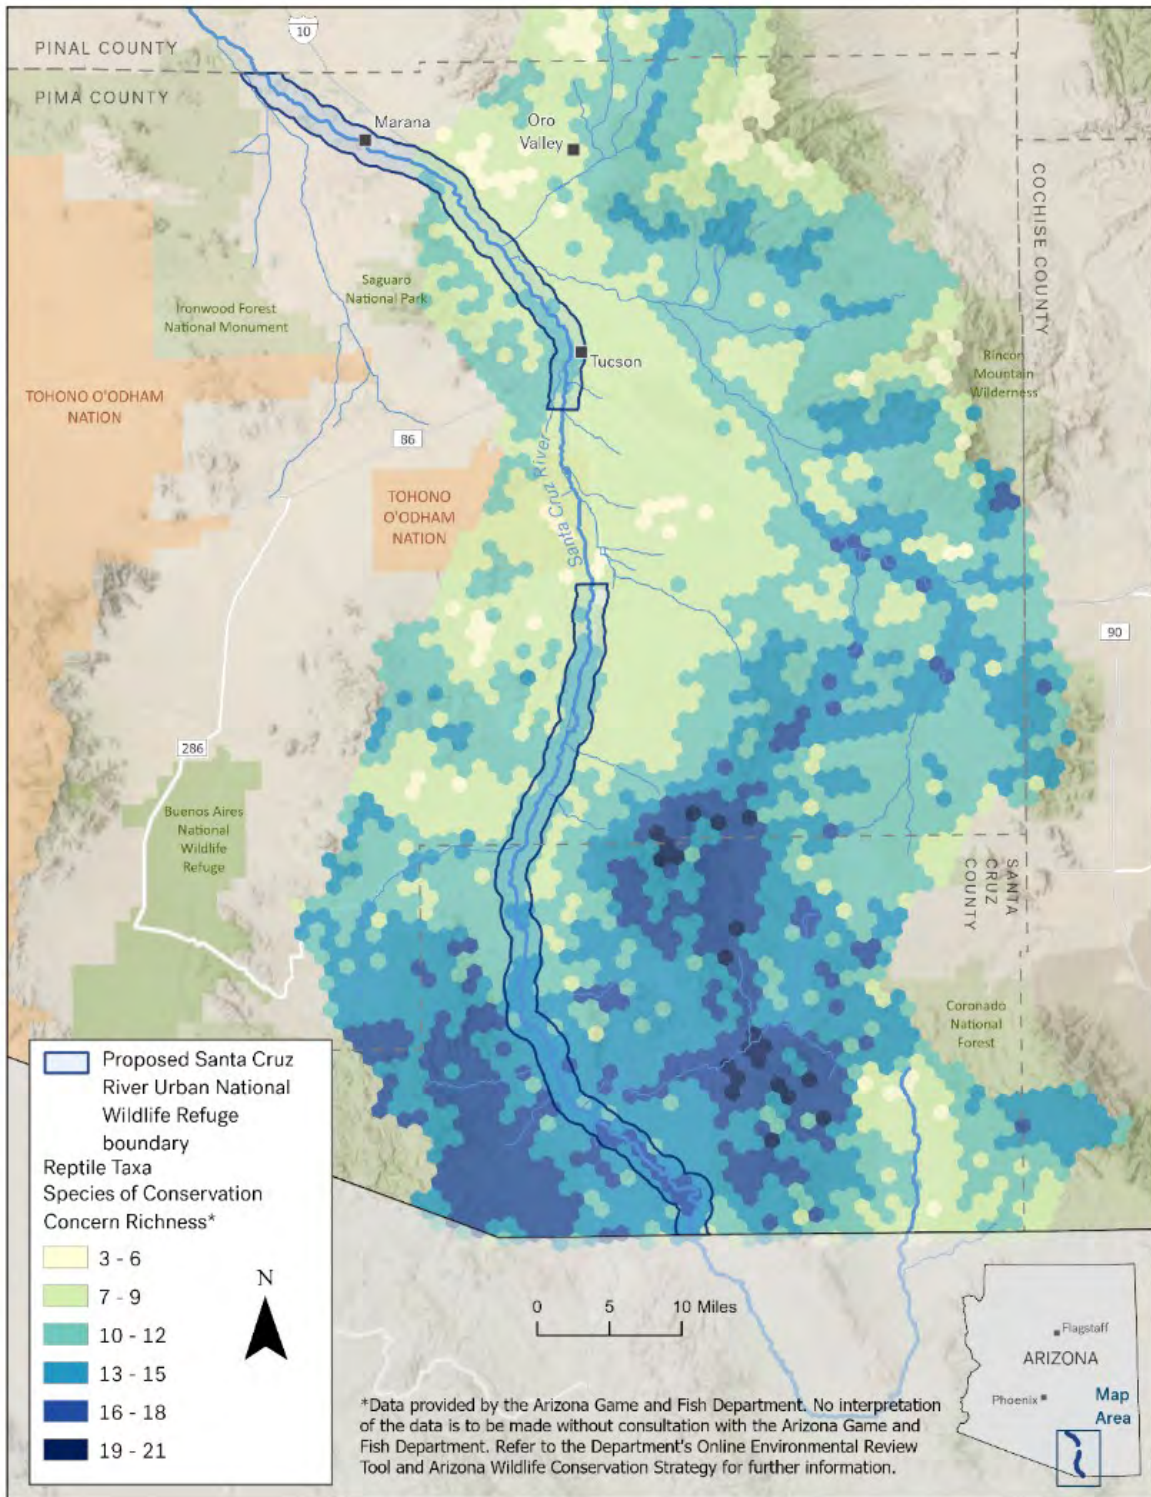 PINAL COUNTY
10
PIMA COUNTY
Marana
Oro
Valley
COCHISE COUNTY
Saguaro
National Park
Ironwood Forest
National Monument
Tucson
Rincon
Mountain
Wilderness
TOHONO O'ODHAM
NATION
86
Santa Cruz River
TOHONO
O'ODHAM
NATION
90
286
Buenos Aires
National
Wildlife
Refuge
SANTA
CRUZ
COUNTY
Coronado
National
Forest
Proposed Santa Cruz
River Urban National
Wildlife Refuge
boundary
Reptile Taxa
Species of Conservation
Concern Richness*
3 - 6
7 - 9
10 - 12
13 - 15
16 - 18
19 - 21
N
0 5 10 Miles
Flagstaff
ARIZONA
Phoenix
Map
Area
*Data provided by the Arizona Game and Fish Department. No interpretation
of the data is to be made without consultation with the Arizona Game and
Fish Department. Refer to the Department's Online Environmental Review
Tool and Arizona Wildlife Conservation Strategy for further information.